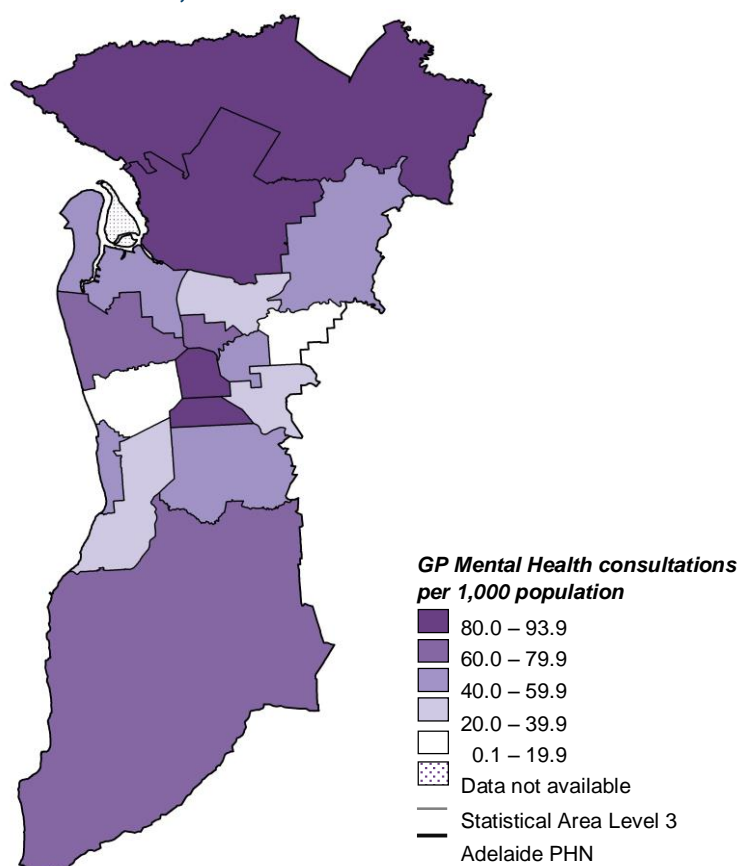 GP Mental Health consultations
per 1,000 population
80.0 – 93.9
60.0 – 79.9
40.0 – 59.9
20.0 – 39.9
0.1 – 19.9
Data not available
Statistical Area Level 3
Adelaide PHN